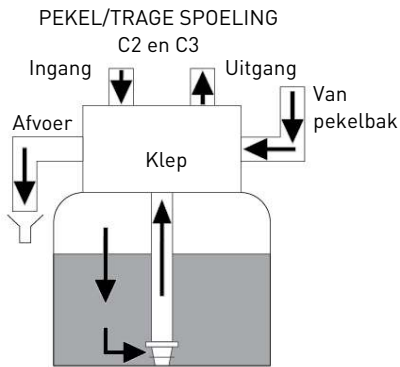 PEKEL/TRAGE SPOELING
C2 en C3
Ingang
Uitgang
Van
pekelbak
Afvoer
Klep